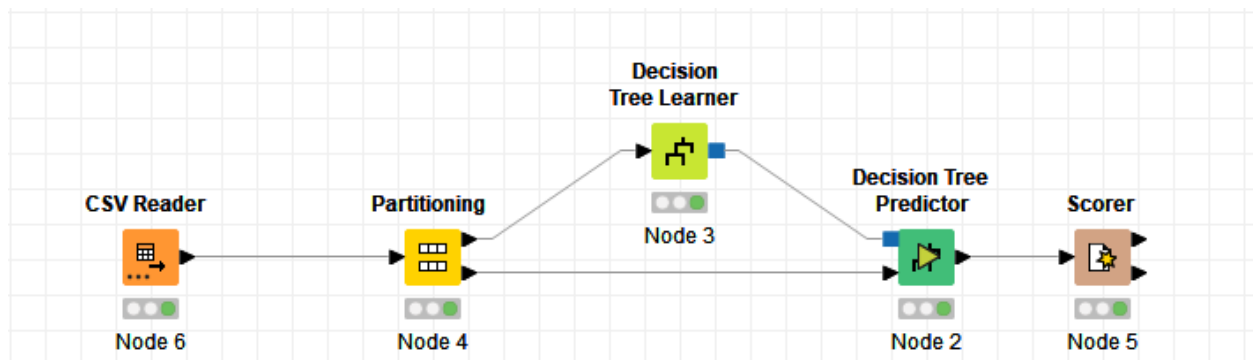 Decision
Tree Learner
Node 3
CSV Reader
Node 6
Partitioning
Node 4
Decision Tree
Predictor
Node 2
Scorer
Node 5